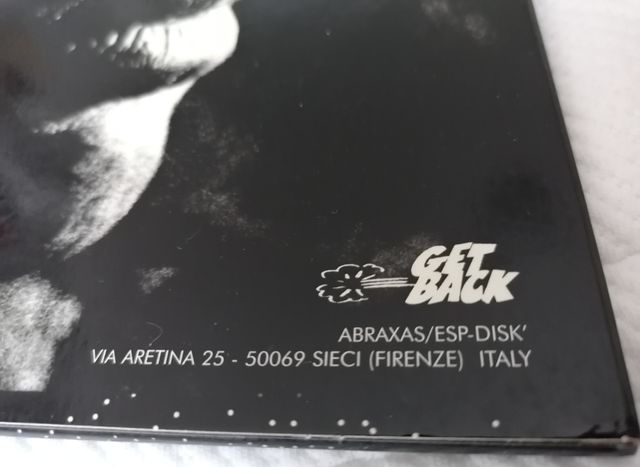 GET
BACK
ABRAXAS/ESP-DISK'
VIA ARETINA 25 - 50069 SIECI (FIRENZE) ITALY